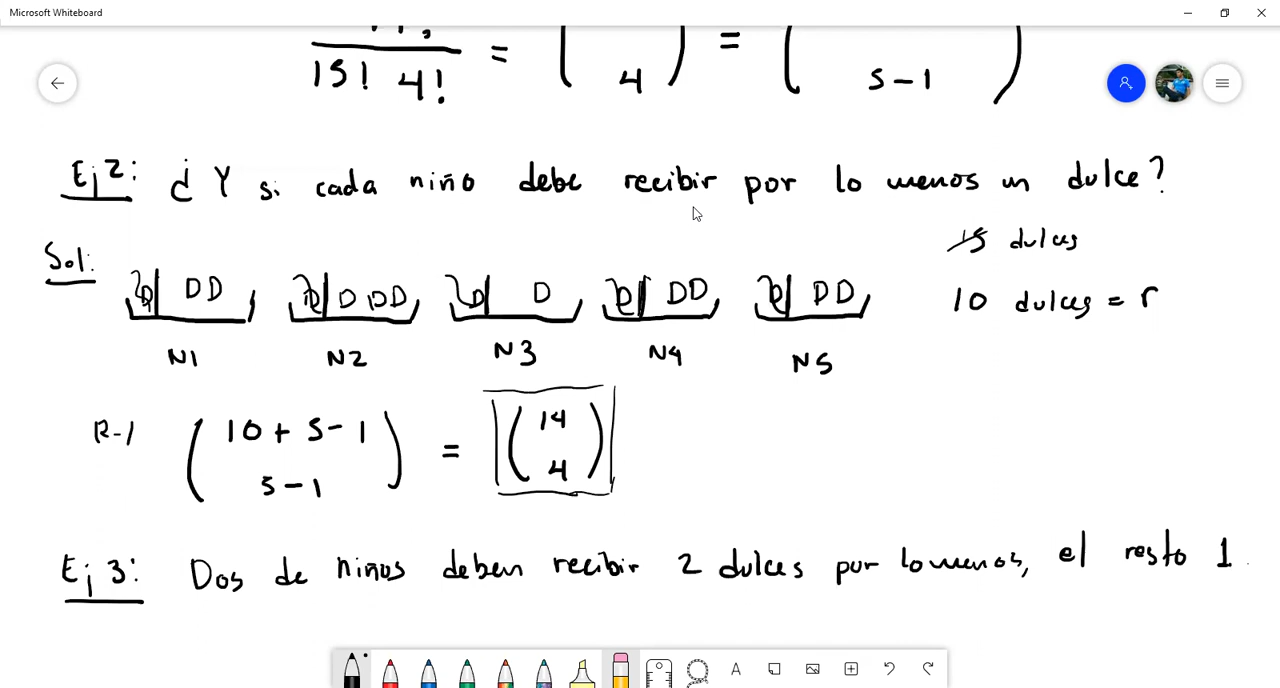 Microsoft Whiteboard
15! 4! = ( 4 ) = ( 5-1 )
Ej2: ¿Y si cada niño debe recibir por lo menos un dulce?
15 dulces
Sol:
D| DD D| D DD D| D D| DD D| DD
10 dulces = r
N1 N2 N3 N4 N5
R-1 ( 10 + 5 - 1 ) = ( 14 )
( 5 - 1 ) ( 4 )
Ej 3: Dos de niños deben recibir 2 dulces por lo menos, el resto 1.
A